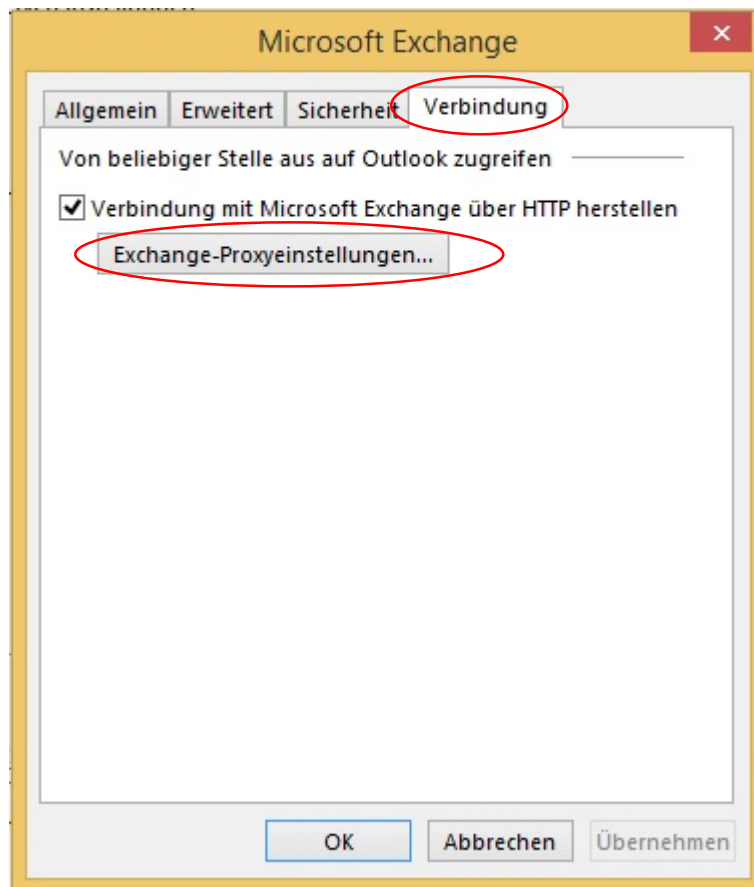 Microsoft Exchange
Allgemein Erweitert Sicherheit Verbindung
Von beliebiger Stelle aus auf Outlook zugreifen
Verbindung mit Microsoft Exchange über HTTP herstellen
Exchange-Proxyeinstellungen...
OK Abbrechen Übernehmen